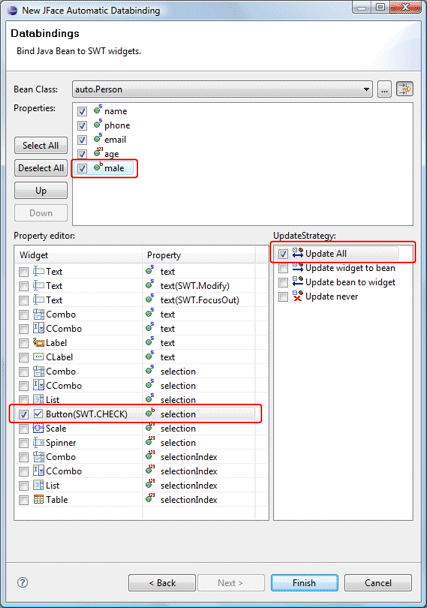 New JFace Automatic Databinding
Databindings
Bind Java Bean to SWT widgets.
Bean Class: auto.Person ...
Properties:
name
phone
email
age
male
Select All
Deselect All
Up
Down
Property editor:
Widget Property
Text text
Text text(SWT.Modify)
Text text(SWT.FocusOut)
Combo text
CCombo text
Label text
CLabel text
Combo selection
CCombo selection
List selection
Button(SWT.CHECK) selection
Scale selection
Spinner selection
Combo selectionIndex
CCombo selectionIndex
List selectionIndex
Table selectionIndex
UpdateStrategy:
Update All
Update widget to bean
Update bean to widget
Update never
? < Back Next > Finish Cancel